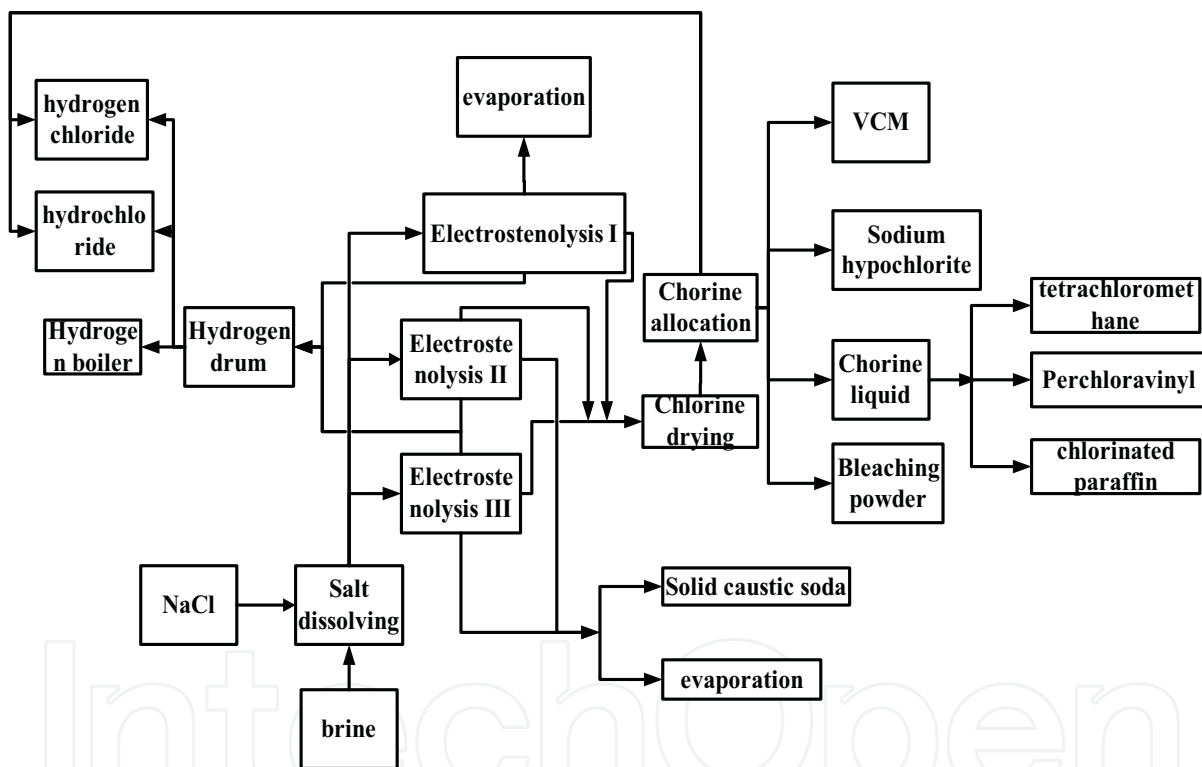 hydrogen
chloride
evaporation
VCM
hydrochlo
ride
Electrostenolysis I
Sodium
hypochlorite
Chorine
allocation
tetrachloromet
hane
Hydroge
n boiler
Hydrogen
drum
Electroste
nolysis II
Chorine
liquid
Perchloravinyl
Chlorine
drying
Electroste
nolysis III
Bleaching
powder
chlorinated
paraffin
NaCl
Salt
dissolving
Solid caustic soda
evaporation
brine
IntechOpen